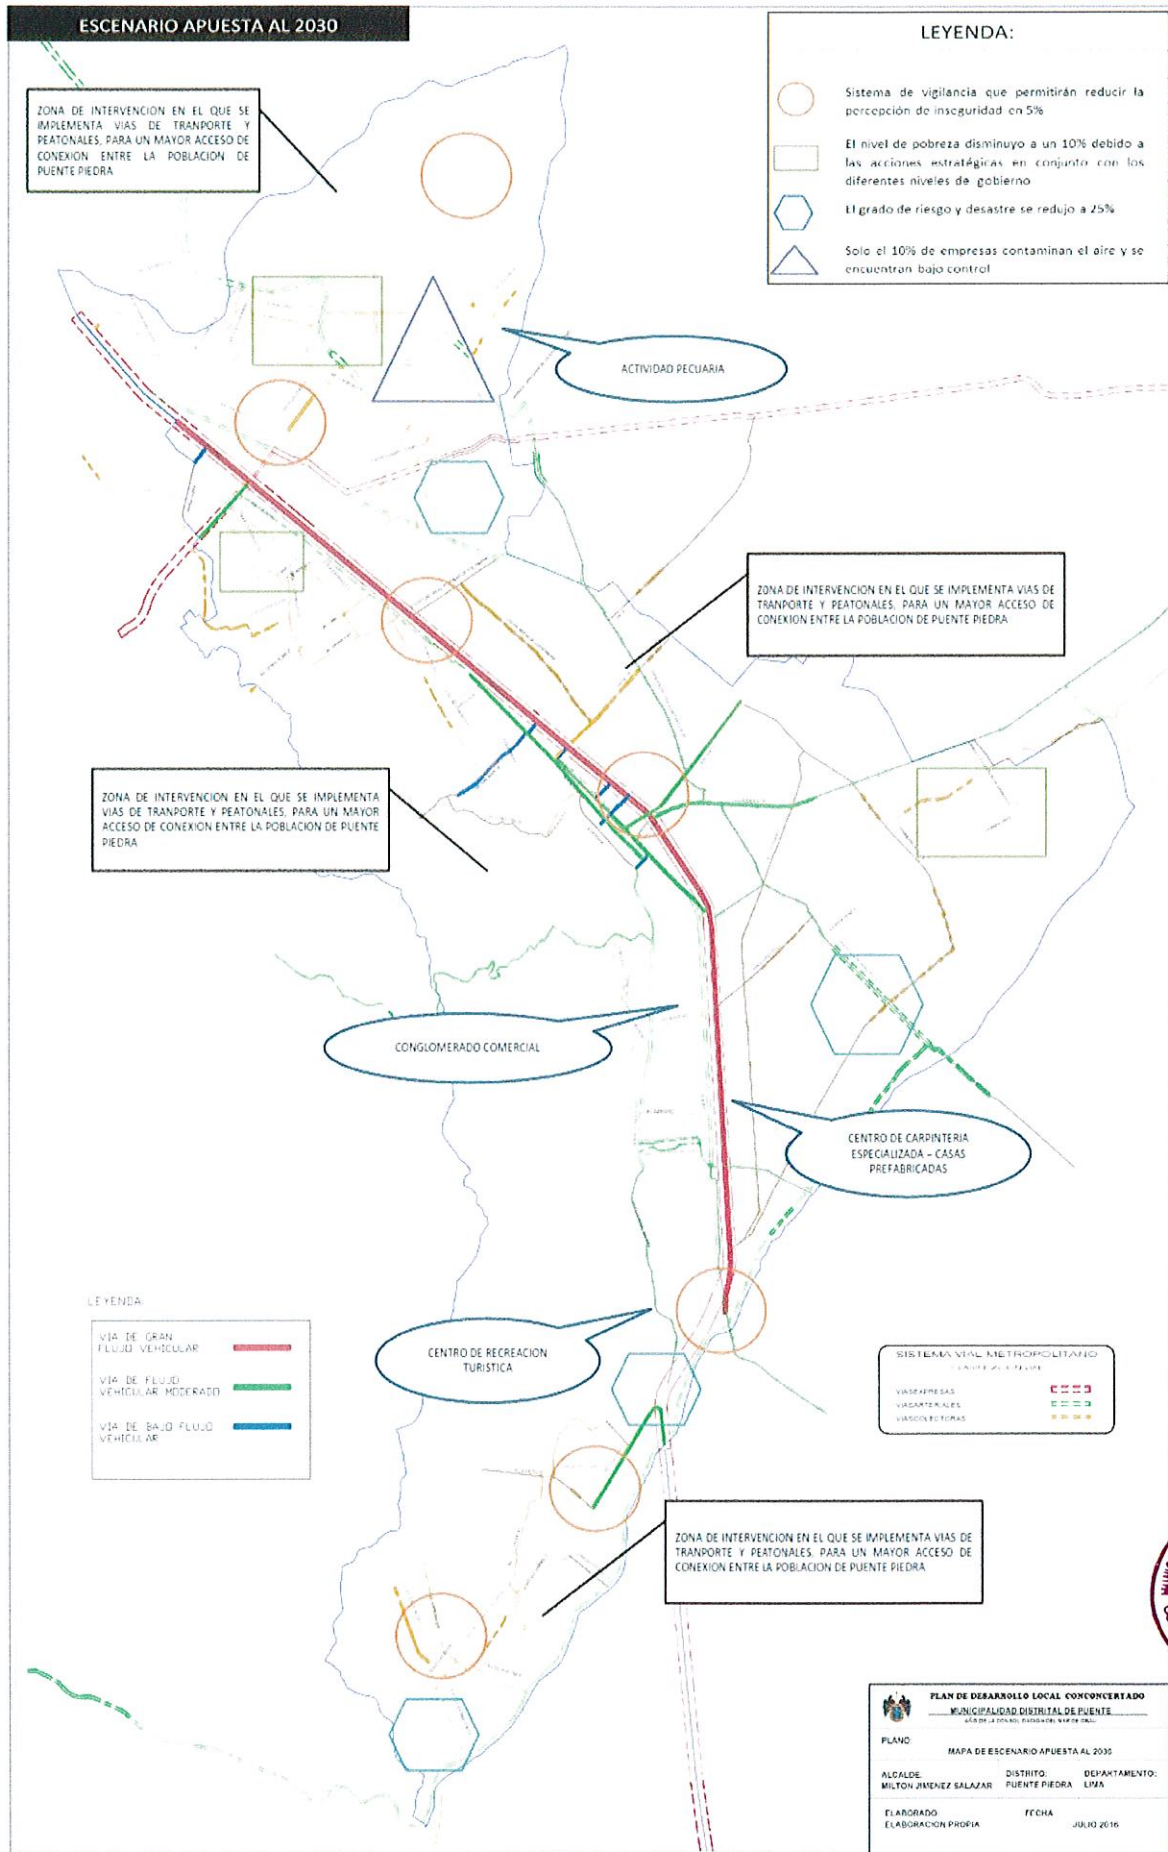 ESCENARIO APUESTA AL 2030
LEYENDA:
Sistema de vigilancia que permitirán reducir la
percepción de inseguridad en 5%
El nivel de pobreza disminuyo a un 10% debido a
las acciones estratégicas en conjunto con los
diferentes niveles de gobierno
El grado de riesgo y desastre se redujo a 25%
Solo el 10% de empresas contaminan el aire y se
encuentran bajo control
ZONA DE INTERVENCION EN EL QUE SE
IMPLEMENTA VIAS DE TRANPORTE Y
PEATONALES, PARA UN MAYOR ACCESO DE
CONEXION ENTRE LA POBLACION DE
PUENTE PIEDRA
ACTIVIDAD PECUARIA
ZONA DE INTERVENCION EN EL QUE SE IMPLEMENTA VIAS DE
TRANPORTE Y PEATONALES, PARA UN MAYOR ACCESO DE
CONEXION ENTRE LA POBLACION DE PUENTE PIEDRA
ZONA DE INTERVENCION EN EL QUE SE IMPLEMENTA
VIAS DE TRANPORTE Y PEATONALES, PARA UN MAYOR
ACCESO DE CONEXION ENTRE LA POBLACION DE PUENTE
PIEDRA
CONGLOMERADO COMERCIAL
CENTRO DE CARPINTERIA
ESPECIALIZADA – CASAS
PREFABRICADAS
CENTRO DE RECREACION
TURISTICA
LEYENDA
VIA DE GRAN
FLUJO VEHICULAR
VIA DE FLUJO
VEHICULAR MODERADO
VIA DE BAJO FLUJO
VEHICULAR
SISTEMA VIAL METROPOLITANO
VIAS EXPRESAS
VIAS ARTERIALES
VIAS COLECTORAS
ZONA DE INTERVENCION EN EL QUE SE IMPLEMENTA VIAS DE
TRANPORTE Y PEATONALES, PARA UN MAYOR ACCESO DE
CONEXION ENTRE LA POBLACION DE PUENTE PIEDRA
PLAN DE DESARROLLO LOCAL CONCONCERTADO
MUNICIPALIDAD DISTRITAL DE PUENTE
PLANO:
MAPA DE ESCENARIO APUESTA AL 2030
ALCALDE: DISTRITO: DEPARTAMENTO:
MILTON JIMENEZ SALAZAR PUENTE PIEDRA LIMA
ELABORADO FECHA
ELABORACION PROPIA JULIO 2016